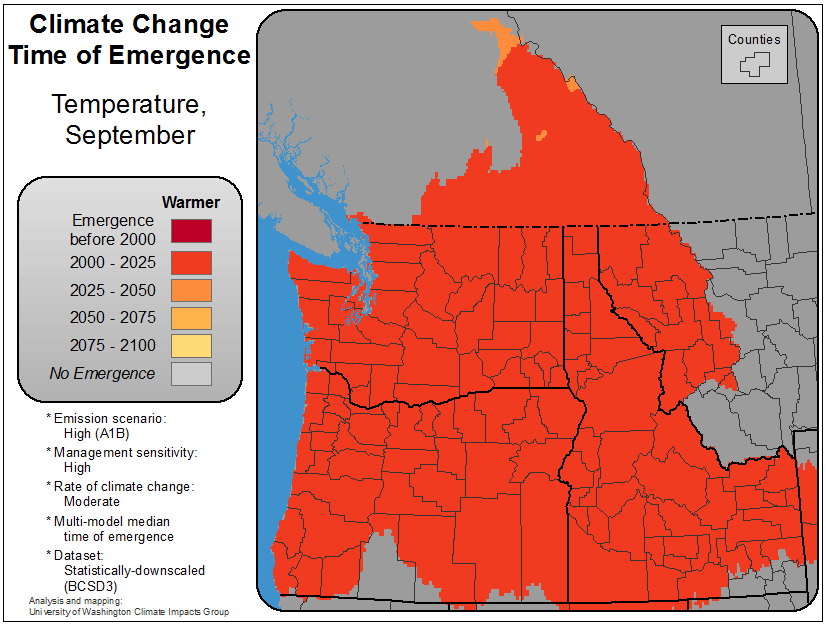 Climate Change
Time of Emergence
Temperature,
September
Warmer
Emergence
before 2000
2000 - 2025
2025 - 2050
2050 - 2075
2075 - 2100
No Emergence
* Emission scenario:
High (A1B)
* Management sensitivity:
High
* Rate of climate change:
Moderate
* Multi-model median
time of emergence
* Dataset:
Statistically-downscaled
(BCSD3)
Analysis and mapping:
University of Washington Climate Impacts Group
Counties